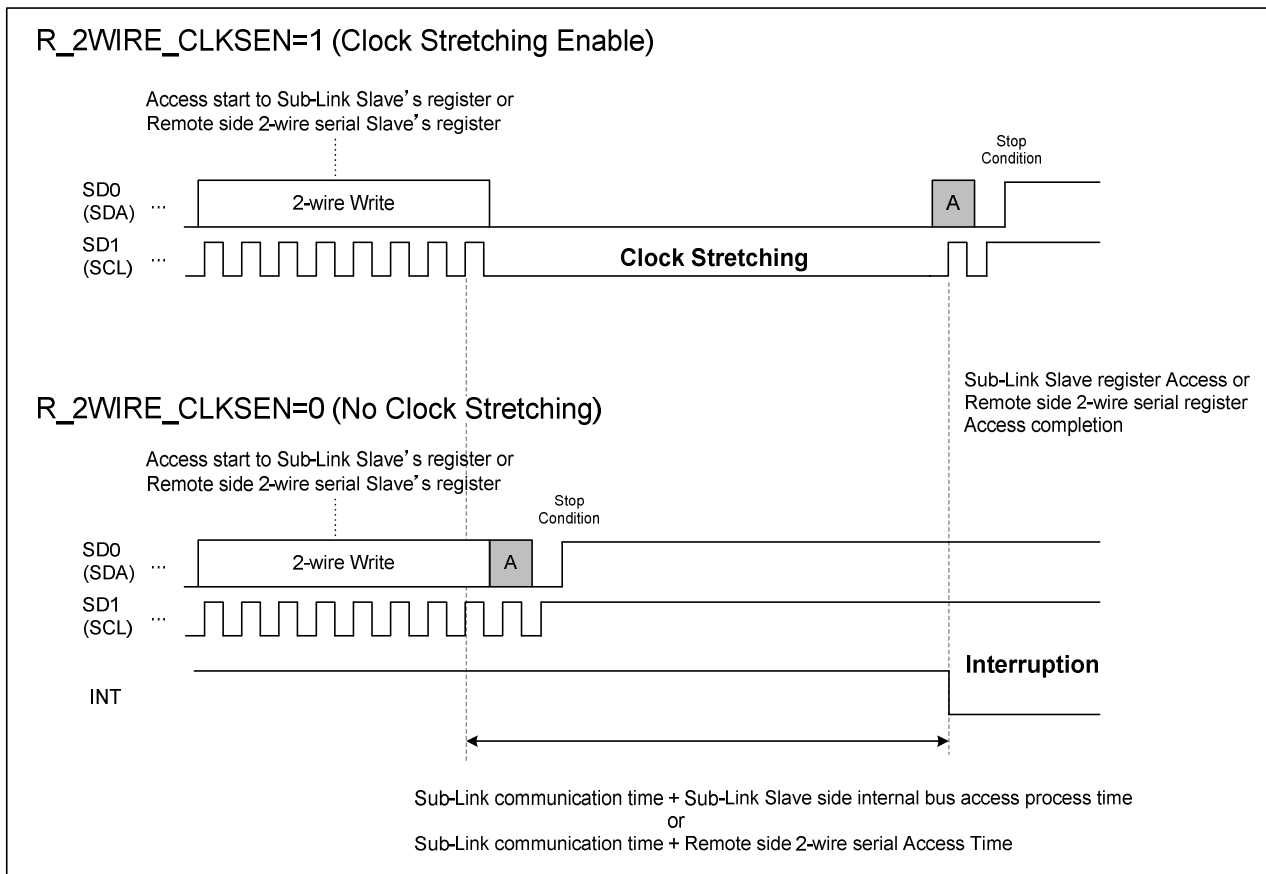 R_2WIRE_CLKSEN=1 (Clock Stretching Enable)
Access start to Sub-Link Slave's register or
Remote side 2-wire serial Slave's register
Stop
Condition
SD0
(SDA) ...
2-wire Write
A
SD1
(SCL) ...
Clock Stretching
Sub-Link Slave register Access or
Remote side 2-wire serial register
Access completion
R_2WIRE_CLKSEN=0 (No Clock Stretching)
Access start to Sub-Link Slave's register or
Remote side 2-wire serial Slave's register
Stop
Condition
SD0
(SDA) ...
2-wire Write
A
SD1
(SCL) ...
Interruption
INT
Sub-Link communication time + Sub-Link Slave side internal bus access process time
or
Sub-Link communication time + Remote side 2-wire serial Access Time